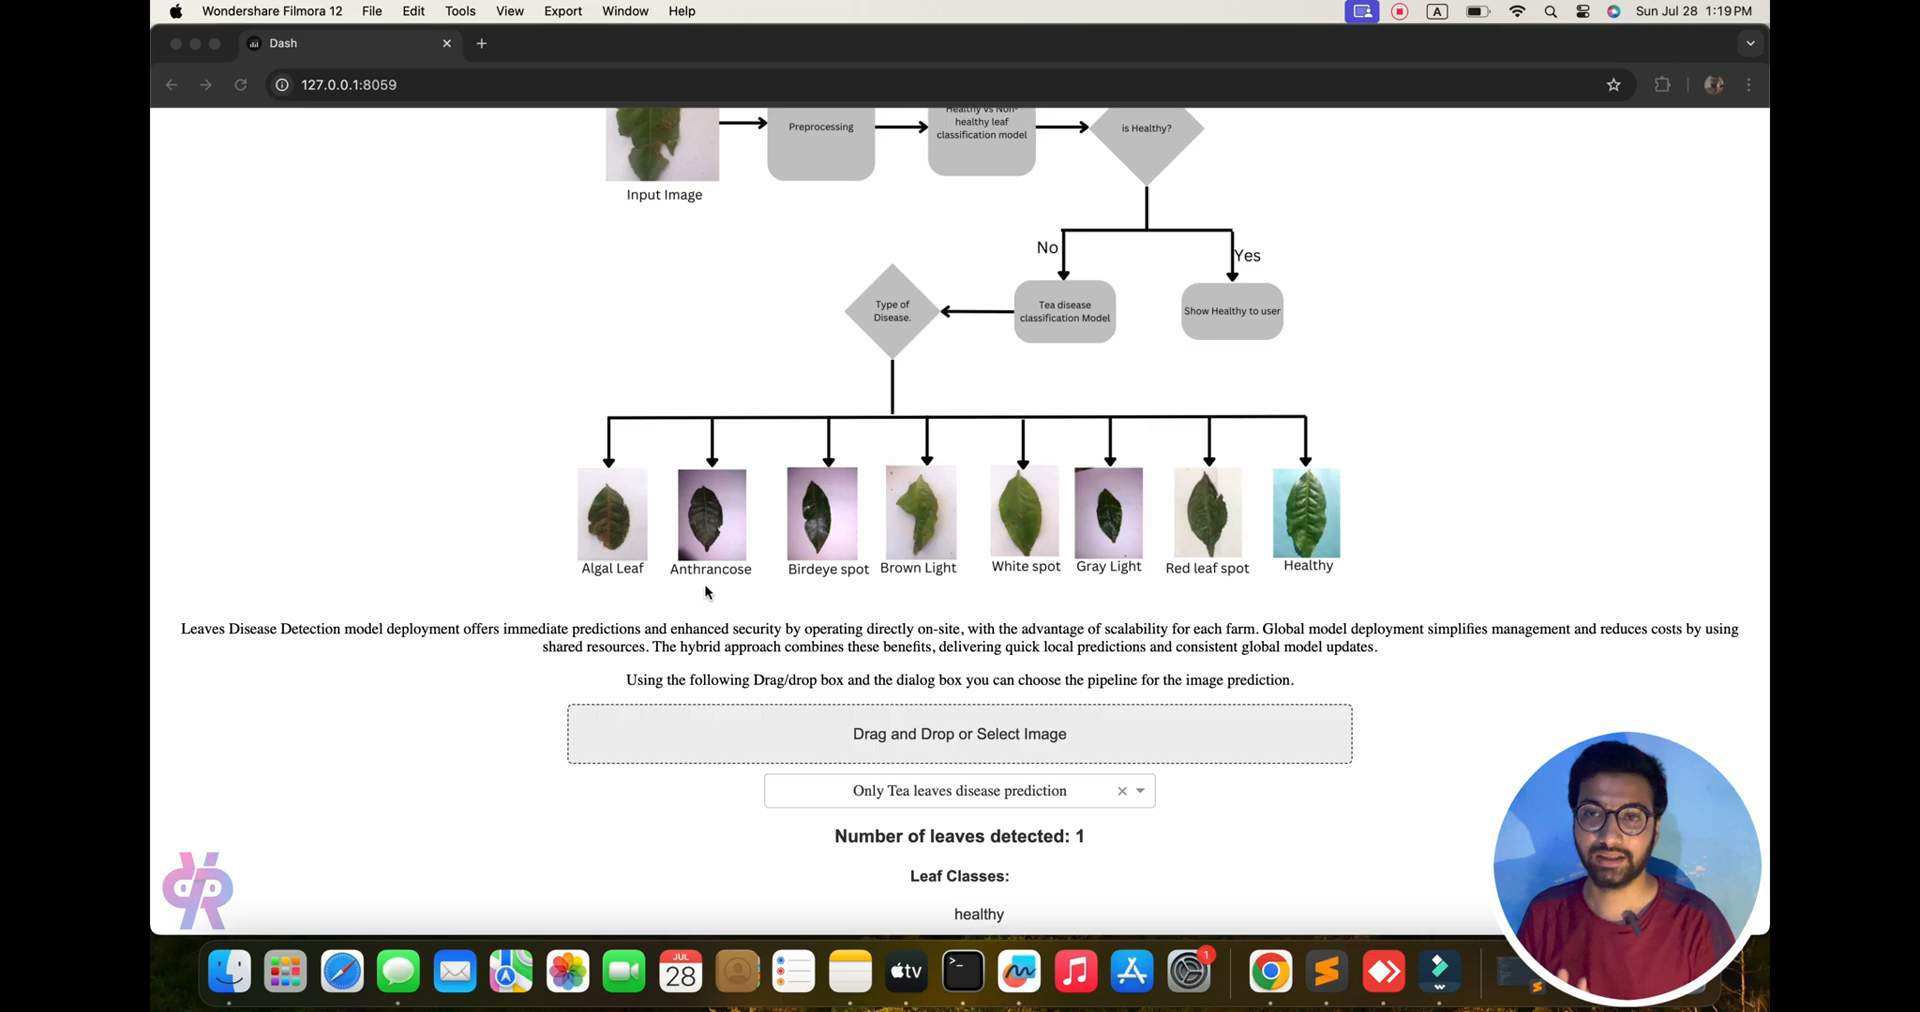 Wondershare Filmora 12 File Edit Tools View Export Window Help A Sun Jul 28 1:19 PM
Dash
127.0.0.1:8059
Healthy vs Non-
healthy leaf
classification model
Preprocessing
is Healthy?
Input Image
No
Yes
Type of
Disease.
Tea disease
classification Model
Show Healthy to user
Algal Leaf Anthrancose Birdeye spot Brown Light White spot Gray Light Red leaf spot Healthy
Leaves Disease Detection model deployment offers immediate predictions and enhanced security by operating directly on-site, with the advantage of scalability for each farm. Global model deployment simplifies management and reduces costs by using
shared resources. The hybrid approach combines these benefits, delivering quick local predictions and consistent global model updates.
Using the following Drag/drop box and the dialog box you can choose the pipeline for the image prediction.
Drag and Drop or Select Image
Only Tea leaves disease prediction
Number of leaves detected: 1
Leaf Classes:
healthy
JUL
28
tv
1